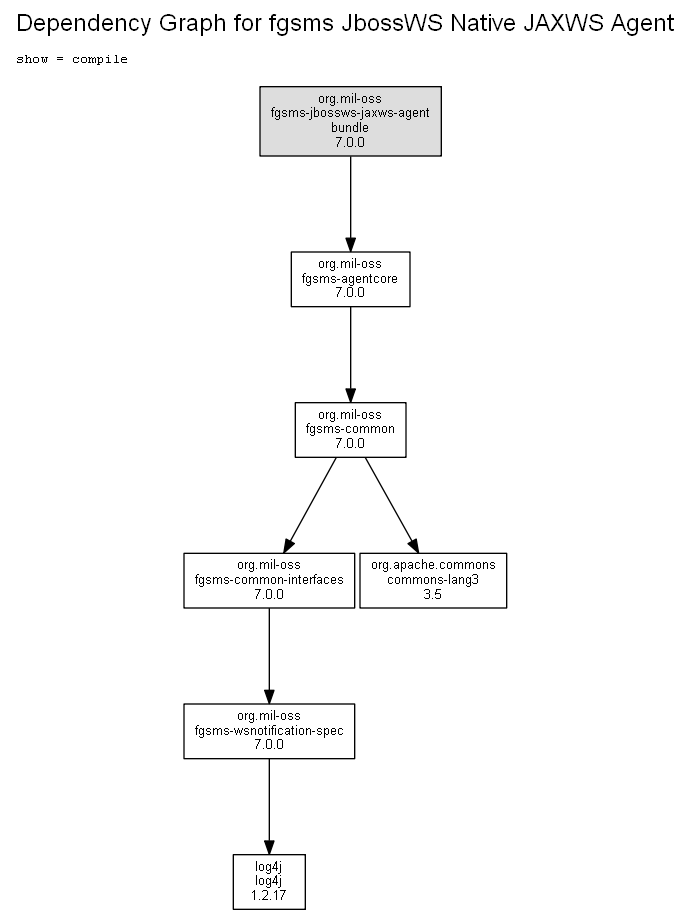 Dependency Graph for fgsms JbossWS Native JAXWS Agent
show = compile
org.mil-oss
fgsms-jbossws-jaxws-agent
bundle
7.0.0
org.mil-oss
fgsms-agentcore
7.0.0
org.mil-oss
fgsms-common
7.0.0
org.mil-oss
fgsms-common-interfaces
7.0.0
org.apache.commons
commons-lang3
3.5
org.mil-oss
fgsms-wsnotification-spec
7.0.0
log4j
log4j
1.2.17